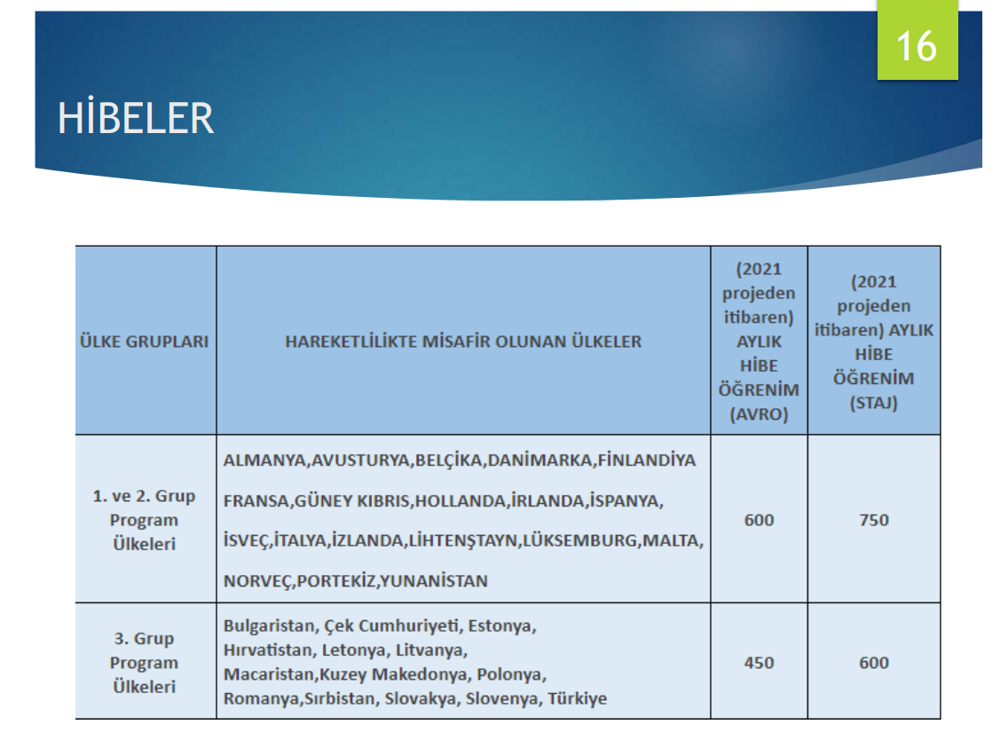 16
HİBELER
ÜLKE GRUPLARI
HAREKETLİLİKTE MİSAFİR OLUNAN ÜLKELER
(2021
projeden
itibaren)
AYLIK
HİBE
ÖĞRENİM
(AVRO)
(2021
projeden
itibaren) AYLIK
HİBE
ÖĞRENİM
(STAJ)
1. ve 2. Grup
Program
Ülkeleri
ALMANYA,AVUSTURYA,BELÇİKA,DANİMARKA,FİNLANDİYA
FRANSA,GÜNEY KIBRIS,HOLLANDA,İRLANDA,İSPANYA,
İSVEÇ,İTALYA,İZLANDA,LİHTENŞTAYN,LÜKSEMBURG,MALTA,
NORVEÇ,PORTEKİZ,YUNANİSTAN
600
750
3. Grup
Program
Ülkeleri
Bulgaristan, Çek Cumhuriyeti, Estonya,
Hırvatistan, Letonya, Litvanya,
Macaristan,Kuzey Makedonya, Polonya,
Romanya,Sırbistan, Slovakya, Slovenya, Türkiye
450
600